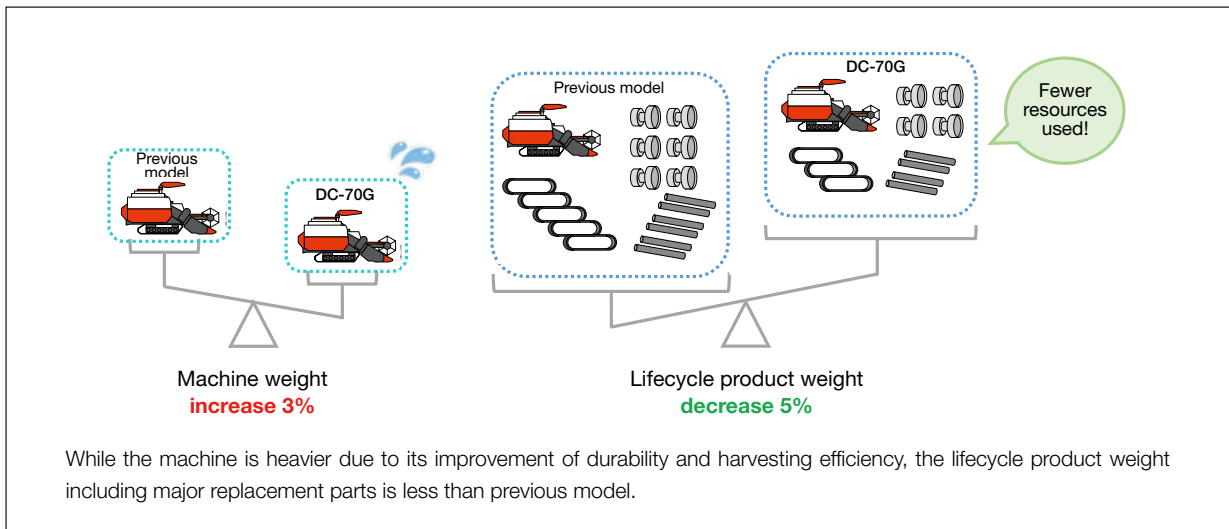 Previous model
DC-70G
Fewer
resources
used!
Previous
model
DC-70G
Machine weight
increase 3%
Lifecycle product weight
decrease 5%
While the machine is heavier due to its improvement of durability and harvesting efficiency, the lifecycle product weight
including major replacement parts is less than previous model.